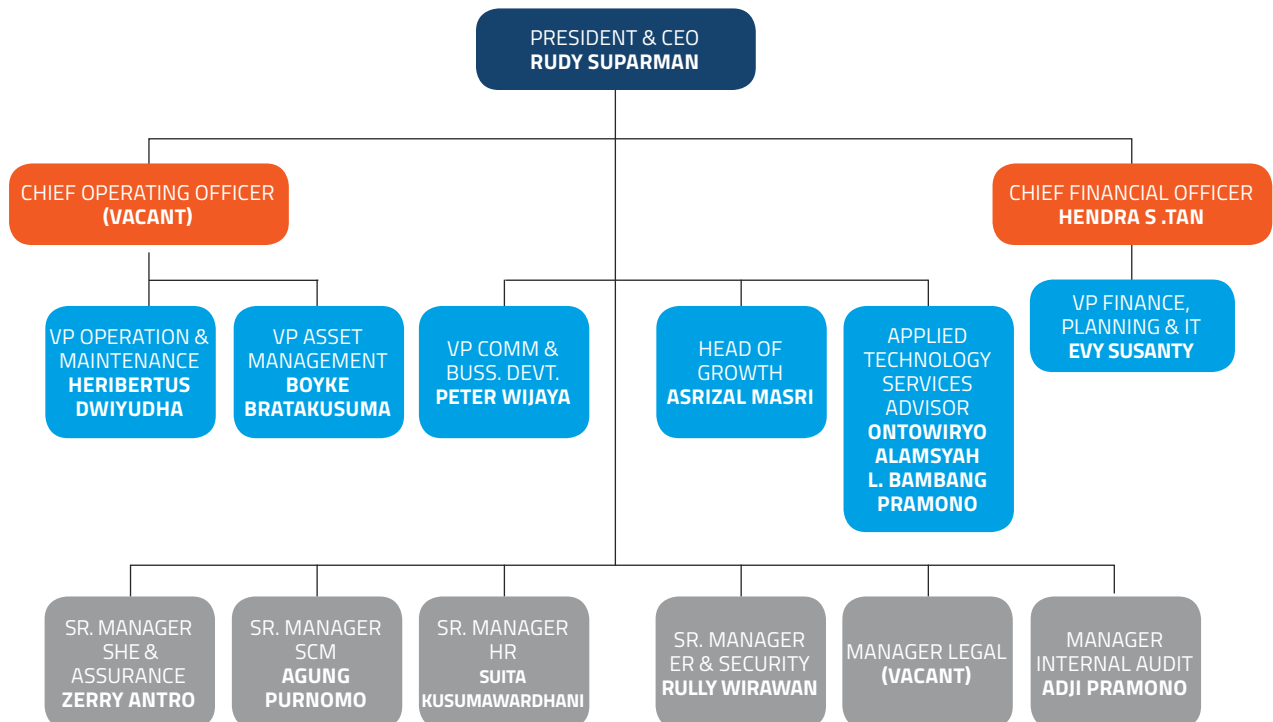 PRESIDENT & CEO
RUDY SUPARMAN
CHIEF OPERATING OFFICER
(VACANT)
CHIEF FINANCIAL OFFICER
HENDRA S .TAN
VP OPERATION &
MAINTENANCE
HERIBERTUS
DWIYUDHA
VP ASSET
MANAGEMENT
BOYKE
BRATAKUSUMA
VP COMM &
BUSS. DEVT.
PETER WIJAYA
HEAD OF
GROWTH
ASRIZAL MASRI
APPLIED
TECHNOLOGY
SERVICES
ADVISOR
ONTOWIRYO
ALAMSYAH
L. BAMBANG
PRAMONO
VP FINANCE,
PLANNING & IT
EVY SUSANTY
SR. MANAGER
SHE &
ASSURANCE
ZERRY ANTRO
SR. MANAGER
SCM
AGUNG
PURNOMO
SR. MANAGER
HR
SUITA
KUSUMAWARDHANI
SR. MANAGER
ER & SECURITY
RULLY WIRAWAN
MANAGER LEGAL
(VACANT)
MANAGER
INTERNAL AUDIT
ADJI PRAMONO